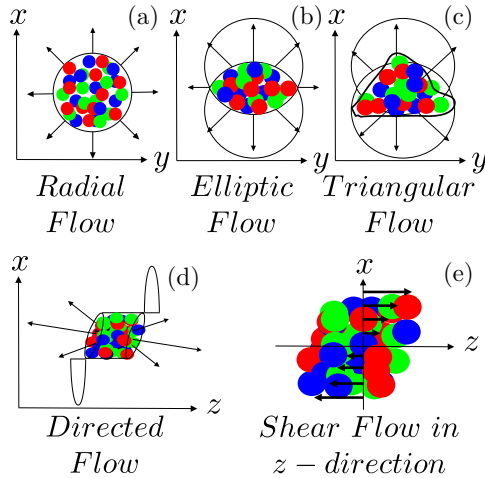 x (a) x (b) x (c)
y y y
Radial Elliptic Triangular
Flow Flow Flow
x (d) x (e)
z z
Directed Shear Flow in
Flow z − direction